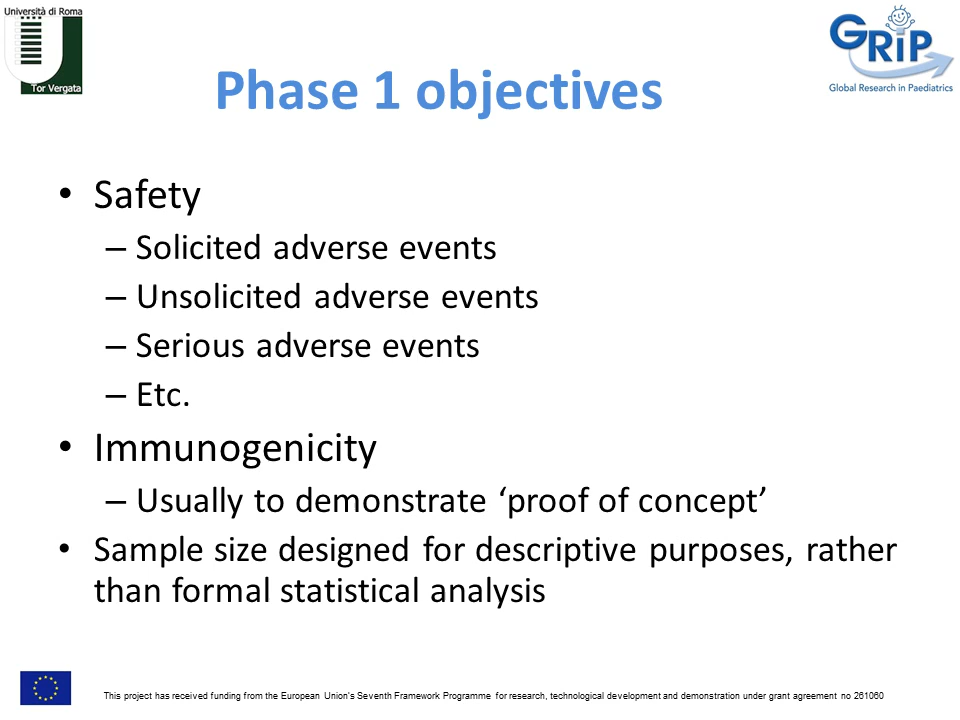 Università di Roma
Tor Vergata
GRiP
Global Research in Paediatrics
Phase 1 objectives
• Safety
– Solicited adverse events
– Unsolicited adverse events
– Serious adverse events
– Etc.
• Immunogenicity
– Usually to demonstrate ‘proof of concept’
• Sample size designed for descriptive purposes, rather
than formal statistical analysis
This project has received funding from the European Union's Seventh Framework Programme for research, technological development and demonstration under grant agreement no 261060